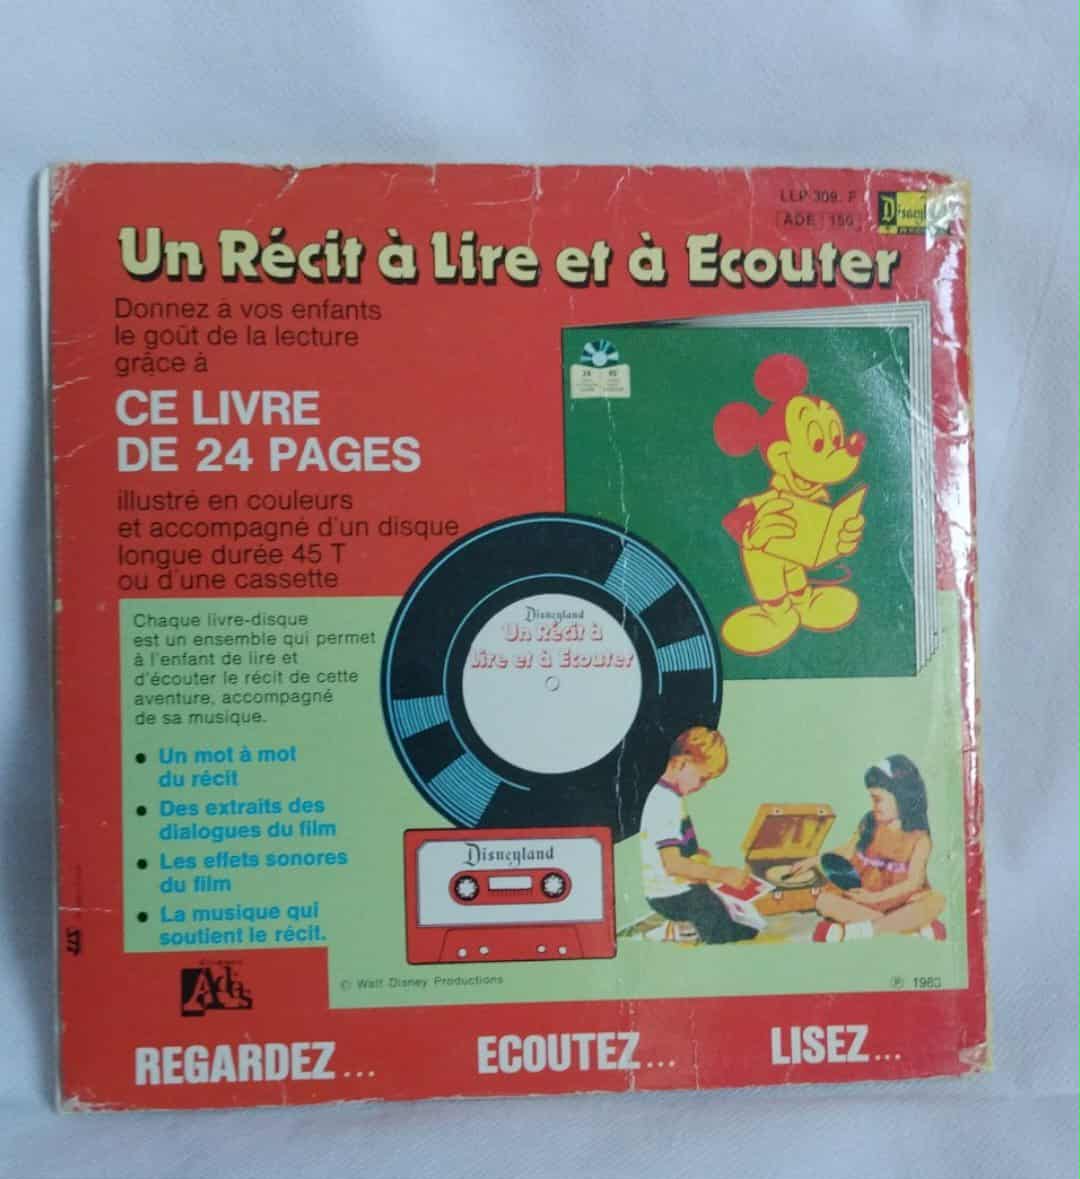 LLP 309. F
ADE 150
Disneyland
Un Récit à Lire et à Ecouter
Donnez à vos enfants
le goût de la lecture
grâce à
CE LIVRE
DE 24 PAGES
illustré en couleurs
et accompagné d'un disque
longue durée 45 T
ou d'une cassette
Chaque livre-disque
est un ensemble qui permet
à l'enfant de lire et
d'écouter le récit de cette
aventure, accompagné
de sa musique.
• Un mot à mot
du récit
• Des extraits des
dialogues du film
• Les effets sonores
du film
• La musique qui
soutient le récit.
Disneyland
Un Récit à
Lire et à Ecouter
Disneyland
Adès
© Walt Disney Productions
℗ 1983
REGARDEZ...
ECOUTEZ...
LISEZ...